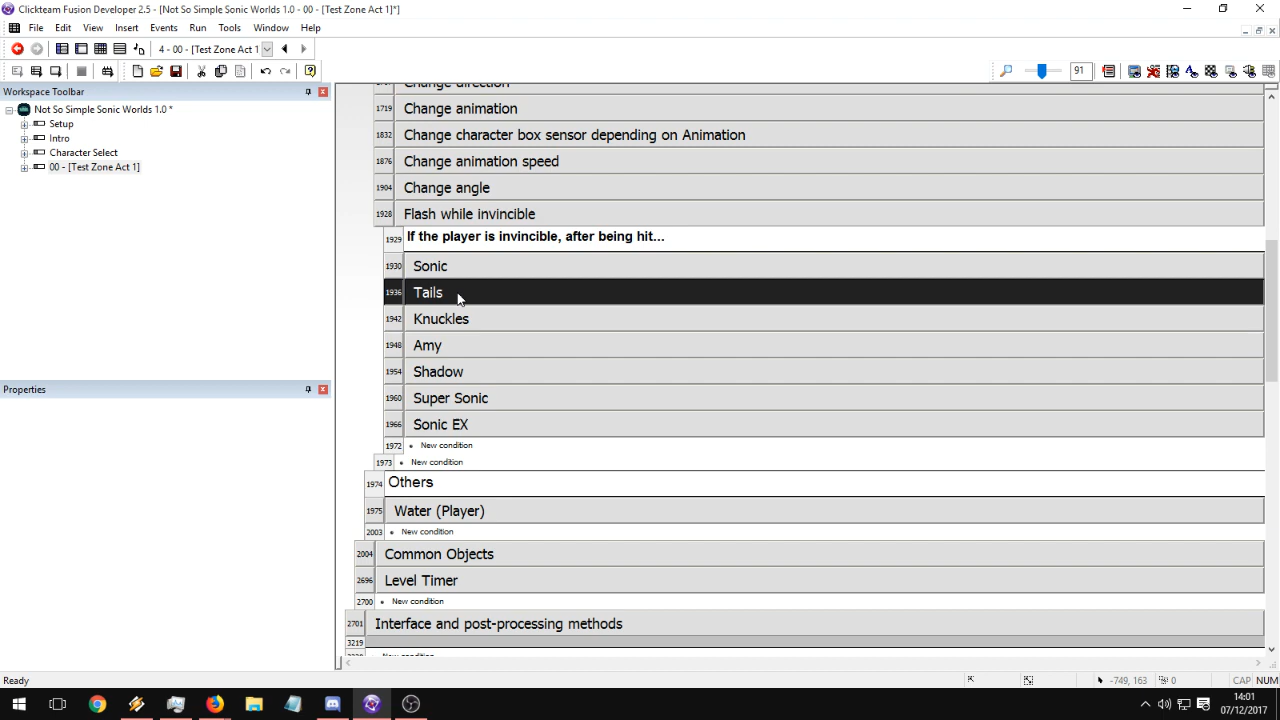 Clickteam Fusion Developer 2.5 - [Not So Simple Sonic Worlds 1.0 - 00 - [Test Zone Act 1]*]
File Edit View Insert Events Run Tools Window Help
4 - 00 - [Test Zone Act 1
91
Workspace Toolbar
Not So Simple Sonic Worlds 1.0 *
Setup
Intro
Character Select
00 - [Test Zone Act 1]
Properties
Change direction
1719 Change animation
1832 Change character box sensor depending on Animation
1876 Change animation speed
1904 Change angle
1928 Flash while invincible
1929 If the player is invincible, after being hit...
1930 Sonic
1936 Tails
1942 Knuckles
1948 Amy
1954 Shadow
1960 Super Sonic
1966 Sonic EX
1972 New condition
1973 New condition
1974 Others
1975 Water (Player)
2003 New condition
2004 Common Objects
2696 Level Timer
2700 New condition
2701 Interface and post-processing methods
3219
New condition
Ready
-749, 163
0
CAP NUM
14:01
07/12/2017